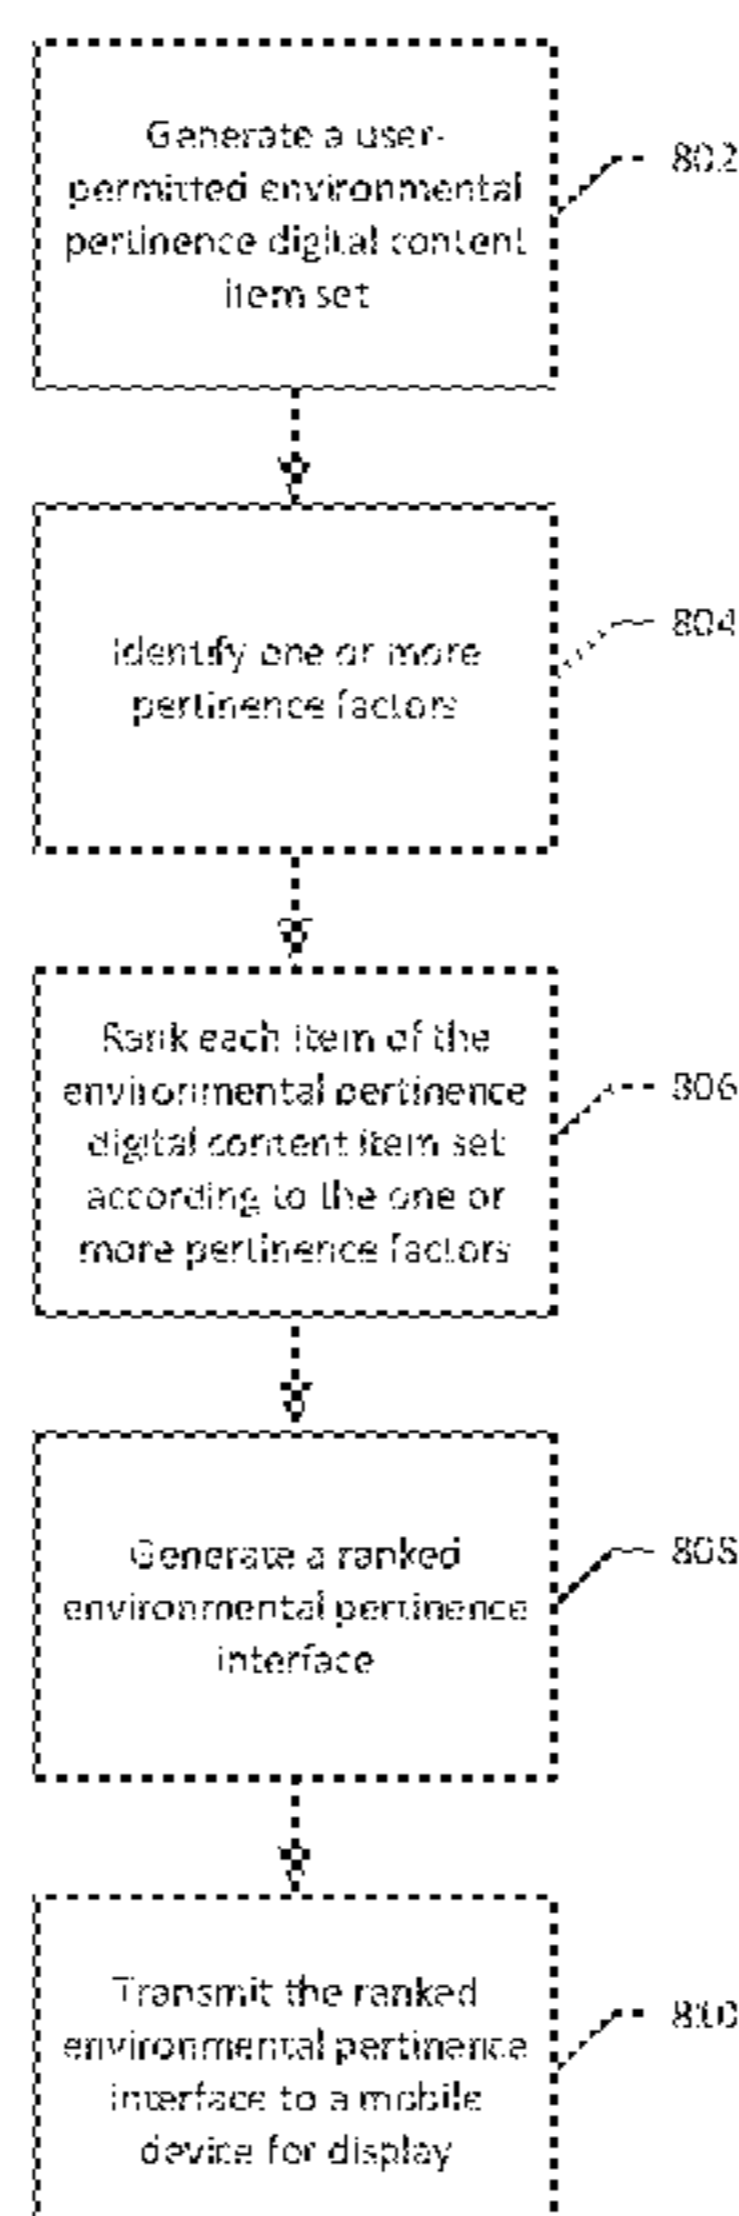 Generate a user-
permitted environmental
pertinence digital content
item set
802
Identify one or more
pertinence factors
804
Rank each item of the
environmental pertinence
digital content item set
according to the one or
more pertinence factors
806
Generate a ranked
environmental pertinence
interface
808
Transmit the ranked
environmental pertinence
interface to a mobile
device for display
810